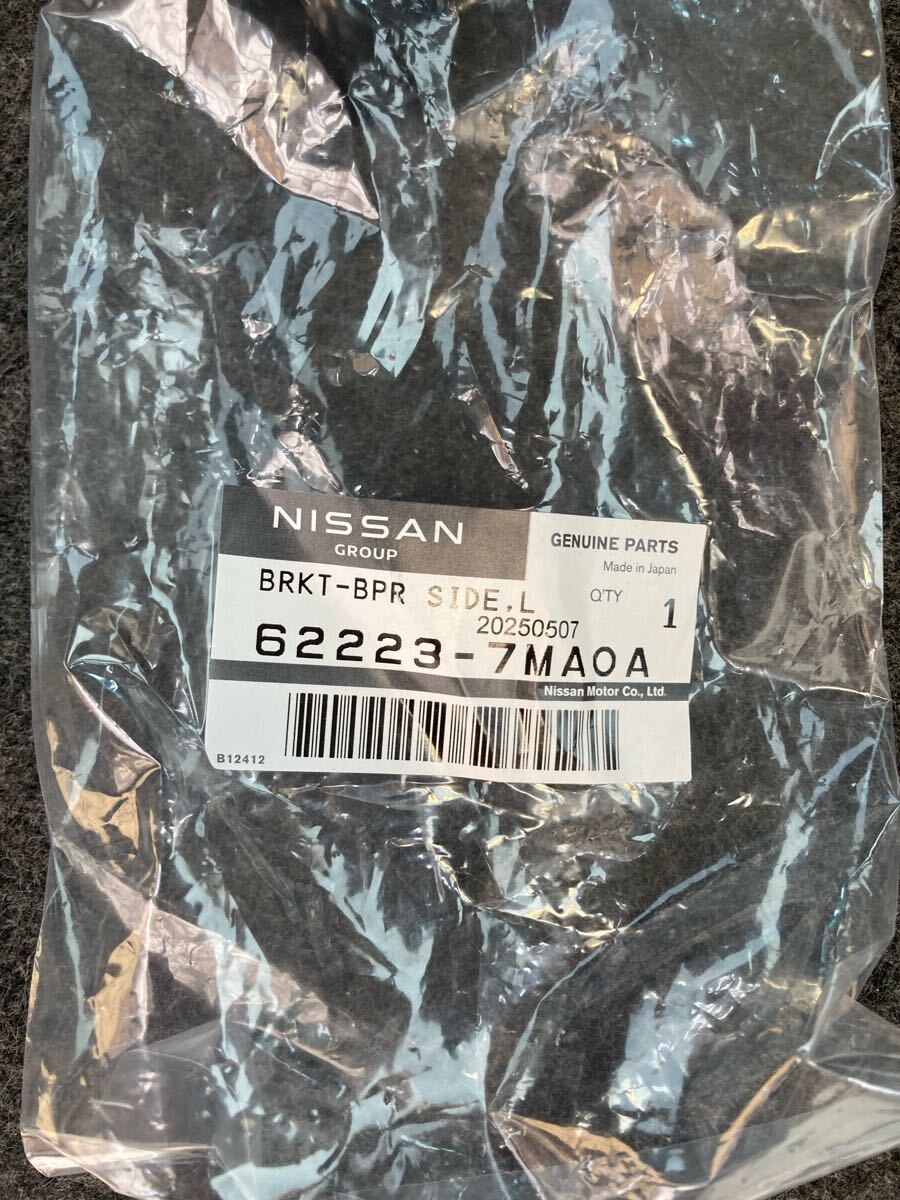 NISSAN
GROUP
GENUINE PARTS
Made in Japan
BRKT-BPR SIDE,L
Q'TY 1
20250507
62223-7MA0A
Nissan Motor Co., Ltd.
B12412